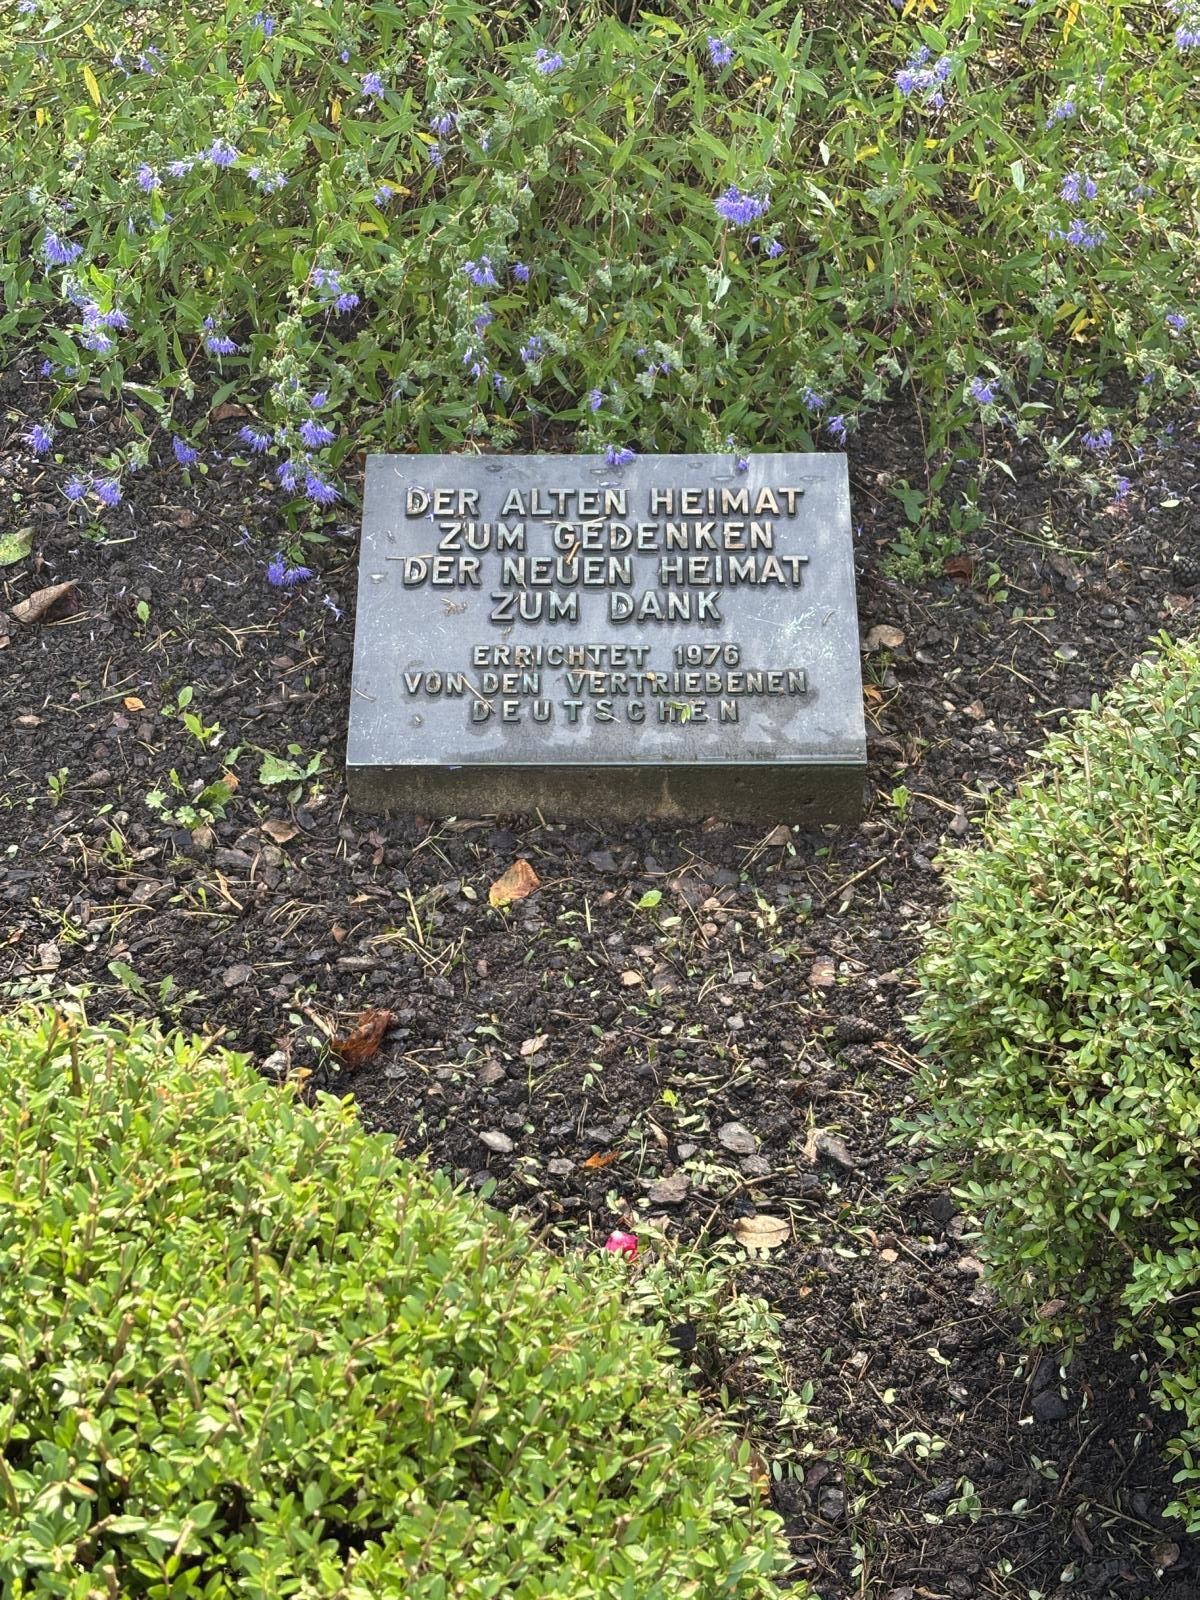 DER ALTEN HEIMAT
ZUM GEDENKEN
DER NEUEN HEIMAT
ZUM DANK
ERRICHTET 1976
VON DEN VERTRIEBENEN
DEUTSCHEN